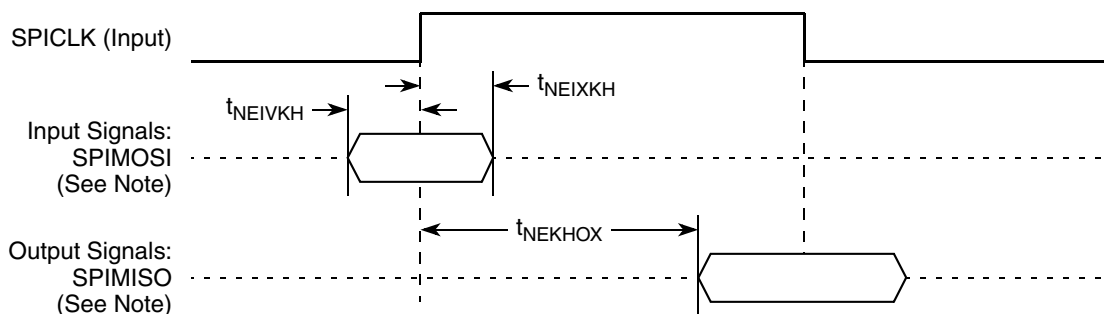 SPICLK (Input)
tNEIVKH
tNEIXKH
Input Signals:
SPIMOSI
(See Note)
tNEKHOX
Output Signals:
SPIMISO
(See Note)